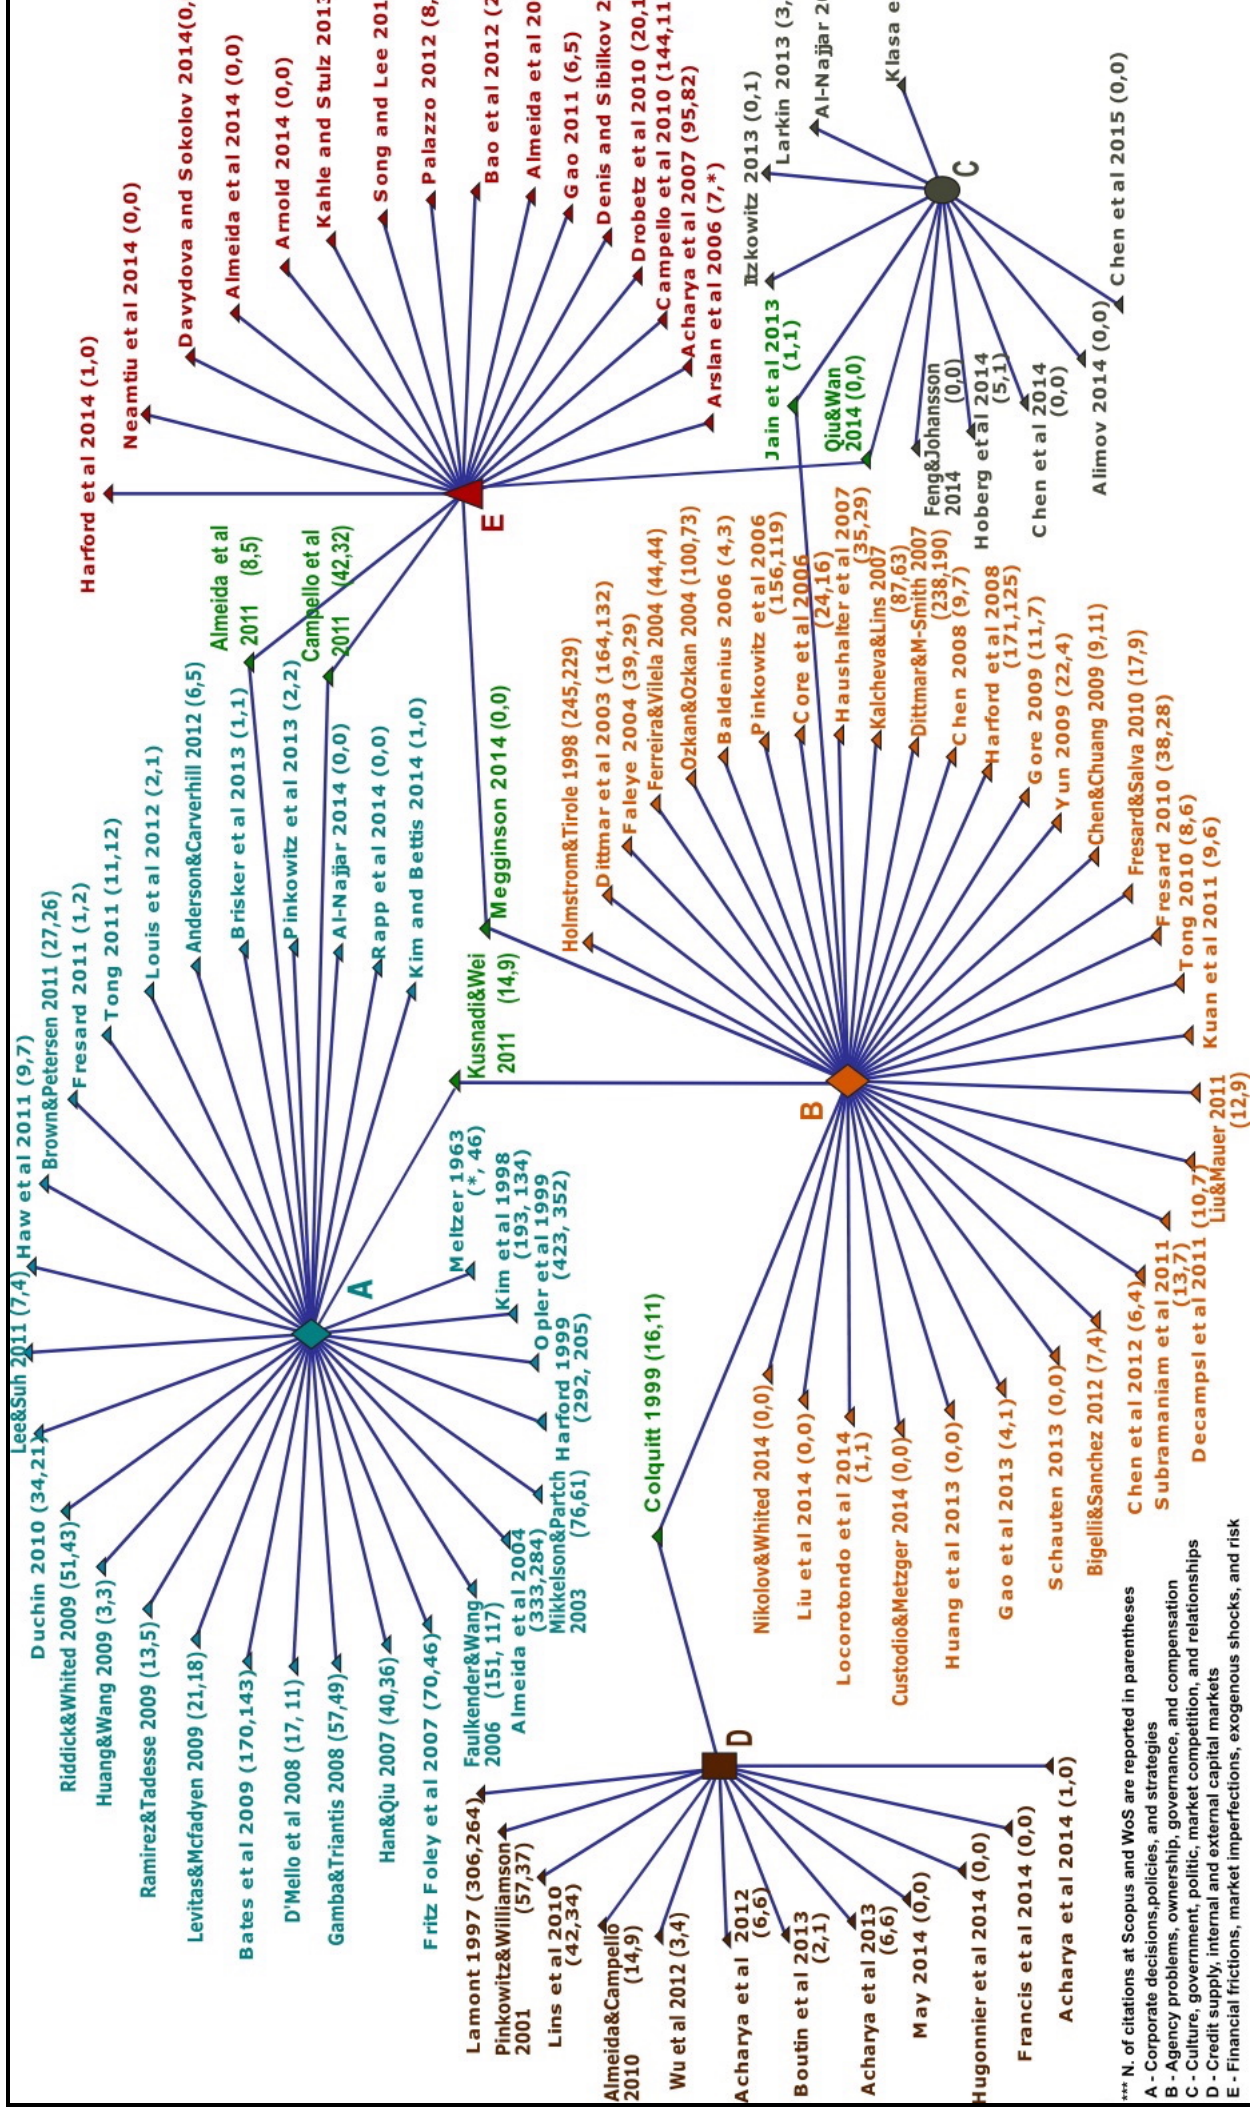 Lee&Suh 2011 (7,4)
Haw et al 2011 (9,7)
Brown&Petersen 2011 (27,26)
Fresard 2011 (1,2)
Tong 2011 (11,12)
Louis et al 2012 (2,1)
Anderson&Carverhill 2012 (6,5)
Brisker et al 2013 (1,1)
Pinkowitz et al 2013 (2,2)
Al-Najjar 2014 (0,0)
Rapp et al 2014 (0,0)
Kim and Bettis 2014 (1,0)
Duchin 2010 (34,21)
Riddick&Whited 2009 (51,43)
Huang&Wang 2009 (3,3)
Ramirez&Tadesse 2009 (13,5)
Levitas&Mcfadyen 2009 (21,18)
Bates et al 2009 (170,143)
D'Mello et al 2008 (17, 11)
Gamba&Triantis 2008 (57,49)
Han&Qiu 2007 (40,36)
Fritz Foley et al 2007 (70,46)
Faulkender&Wang
2006 (151, 117)
Almeida et al 2004
(333,284)
Mikkelson&Partch
2003 (76,61)
Harford 1999
(292, 205)
Opler et al 1999
(423, 352)
Kim et al 1998
(193, 134)
Meltzer 1963
(*, 46)
A
Harford et al 2014 (1,0)
Neamtiu et al 2014 (0,0)
Davydova and Sokolov 2014(0,
Almeida et al 2014 (0,0)
Arnold 2014 (0,0)
Kahle and Stulz 2013
Song and Lee 201
Palazzo 2012 (8,
Bao et al 2012 (2
Almeida et al 20
Gao 2011 (6,5)
Denis and Sibilkov 2
Drobetz et al 2010 (20,1
Campello et al 2010 (144,11
Acharya et al 2007 (95,82)
Arslan et al 2006 (7,*)
E
Almeida et al
2011 (8,5)
Campello et al
2011 (42,32)
Megginson 2014 (0,0)
Kusnadi&Wei
2011 (14,9)
Colquitt 1999 (16,11)
Jain et al 2013
(1,1)
Qiu&Wan
2014 (0,0)
Itzkowitz 2013 (0,1)
Larkin 2013 (3,
Al-Najjar 20
Klasa e
C
Feng&Johansson
2014 (0,0)
Hoberg et al 2014
(5,1)
Chen et al 2014
(0,0)
Alimov 2014 (0,0)
Chen et al 2015 (0,0)
Holmstrom&Tirole 1998 (245,229)
Dittmar et al 2003 (164,132)
Faleye 2004 (39,29)
Ferreira&Vilela 2004 (44,44)
Ozkan&Ozkan 2004 (100,73)
Baldenius 2006 (4,3)
Pinkowitz et al 2006
(156,119)
Core et al 2006
(24,16)
Haushalter et al 2007
(35,29)
Kalcheva&Lins 2007
(87,63)
Dittmar&M-Smith 2007
(238,190)
Chen 2008 (9,7)
Harford et al 2008
(171,125)
Gore 2009 (11,7)
Yun 2009 (22,4)
Chen&Chuang 2009 (9,11)
Fresard&Salva 2010 (17,9)
Fresard 2010 (38,28)
Tong 2010 (8,6)
Kuan et al 2011 (9,6)
Liu&Mauer 2011
(12,9)
Decampsl et al 2011 (10,7)
Subramaniam et al 2011
(13,7)
Chen et al 2012 (6,4)
Bigelli&Sanchez 2012 (7,4)
Schauten 2013 (0,0)
Gao et al 2013 (4,1)
Huang et al 2013 (0,0)
Custodio&Metzger 2014 (0,0)
Locorotondo et al 2014
(1,1)
Liu et al 2014 (0,0)
Nikolov&Whited 2014 (0,0)
B
Lamont 1997 (306,264)
Pinkowitz&Williamson
2001 (57,37)
Lins et al 2010
(42,34)
Almeida&Campello
2010 (14,9)
Wu et al 2012 (3,4)
Acharya et al 2012
(6,6)
Boutin et al 2013
(2,1)
Acharya et al 2013
(6,6)
May 2014 (0,0)
Hugonnier et al 2014 (0,0)
Francis et al 2014 (0,0)
Acharya et al 2014 (1,0)
D
*** N. of citations at Scopus and WoS are reported in parentheses
A - Corporate decisions,policies, and strategies
B - Agency problems, ownership, governance, and compensation
C - Culture, government, politic, market competition, and relationships
D - Credit supply, internal and external capital markets
E - Financial frictions, market imperfections, exogenous shocks, and risk